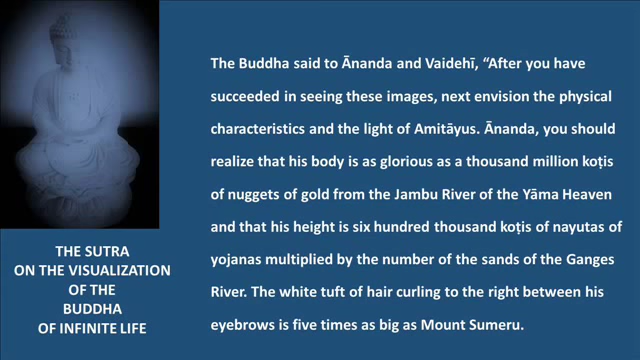 The Buddha said to Ānanda and Vaidehī, “After you have
succeeded in seeing these images, next envision the physical
characteristics and the light of Amitāyus. Ānanda, you should
realize that his body is as glorious as a thousand million koṭis
of nuggets of gold from the Jambu River of the Yāma Heaven
and that his height is six hundred thousand koṭis of nayutas of
yojanas multiplied by the number of the sands of the Ganges
River. The white tuft of hair curling to the right between his
eyebrows is five times as big as Mount Sumeru.
THE SUTRA
ON THE VISUALIZATION
OF THE
BUDDHA
OF INFINITE LIFE